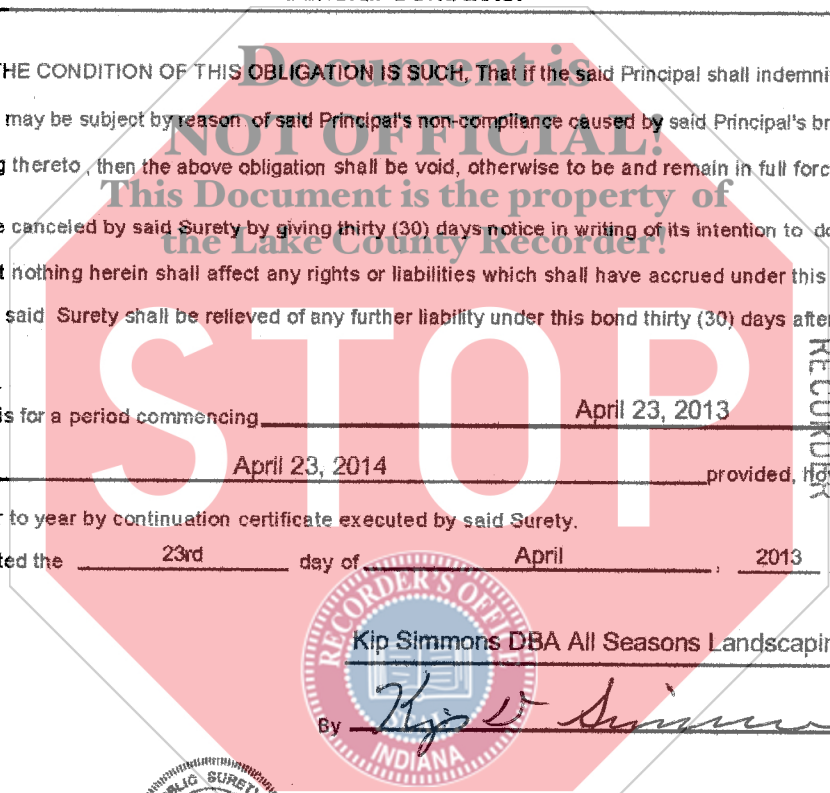 THE CONDITION OF THIS OBLIGATION IS SUCH, That if the said Principal shall indemni
Document is
may be subject by reason of said Principal's non-compliance caused by said Principal's br
NOT OFFICIAL!
g thereto , then the above obligation shall be void, otherwise to be and remain in full forc
This Document is the property of
e canceled by said Surety by giving thirty (30) days notice in writing of its intention to do
the Lake County Recorder!
t nothing herein shall affect any rights or liabilities which shall have accrued under this
said Surety shall be relieved of any further liability under this bond thirty (30) days after
STOP
RECORDER
is for a period commencing April 23, 2013
April 23, 2014 provided, how
r to year by continuation certificate executed by said Surety.
ted the 23rd day of April , 2013
RECORDER'S OFFICE
Kip Simmons DBA All Seasons Landscapin
By Kip V Simmons
SEAL
INDIANA
SURETY